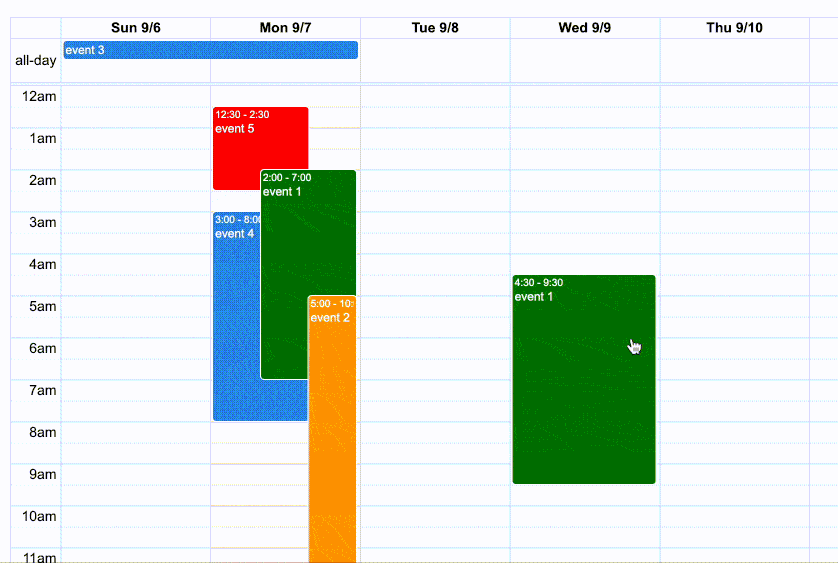 Sun 9/6
Mon 9/7
Tue 9/8
Wed 9/9
Thu 9/10
all-day
event 3
12am
12:30 - 2:30
event 5
1am
2am
2:00 - 7:00
event 1
3am
3:00 - 8:00
event 4
4am
4:30 - 9:30
event 1
5am
5:00 - 10:
event 2
6am
7am
8am
9am
10am
11am